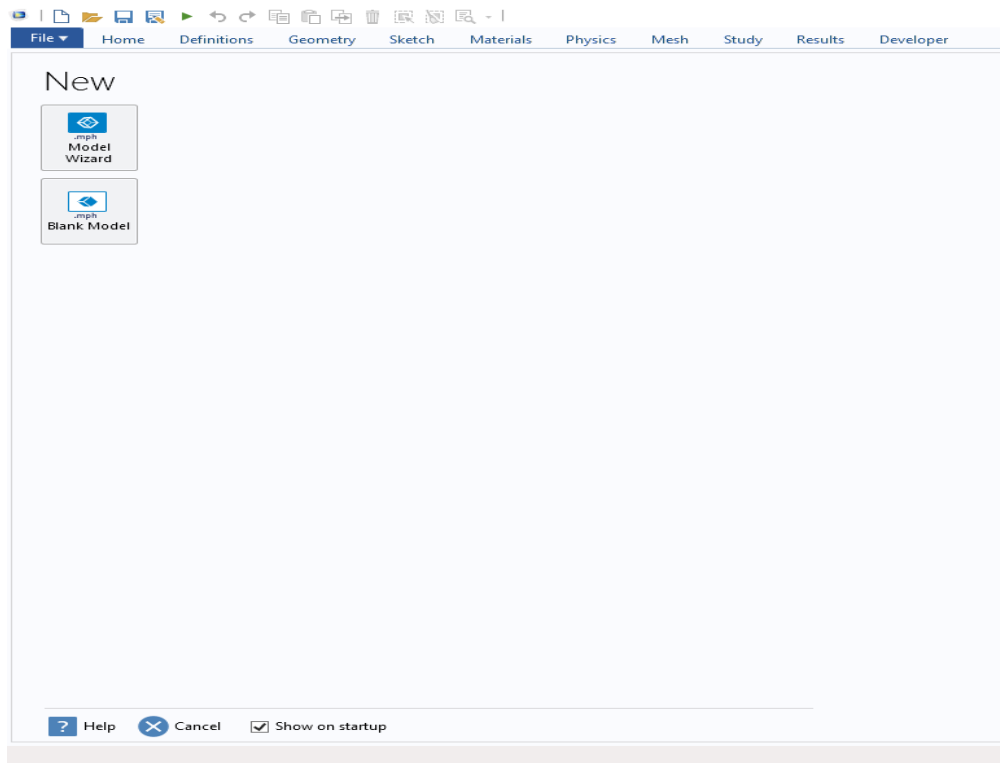 File Home Definitions Geometry Sketch Materials Physics Mesh Study Results Developer
New
.mph
Model
Wizard
.mph
Blank Model
? Help Cancel Show on startup